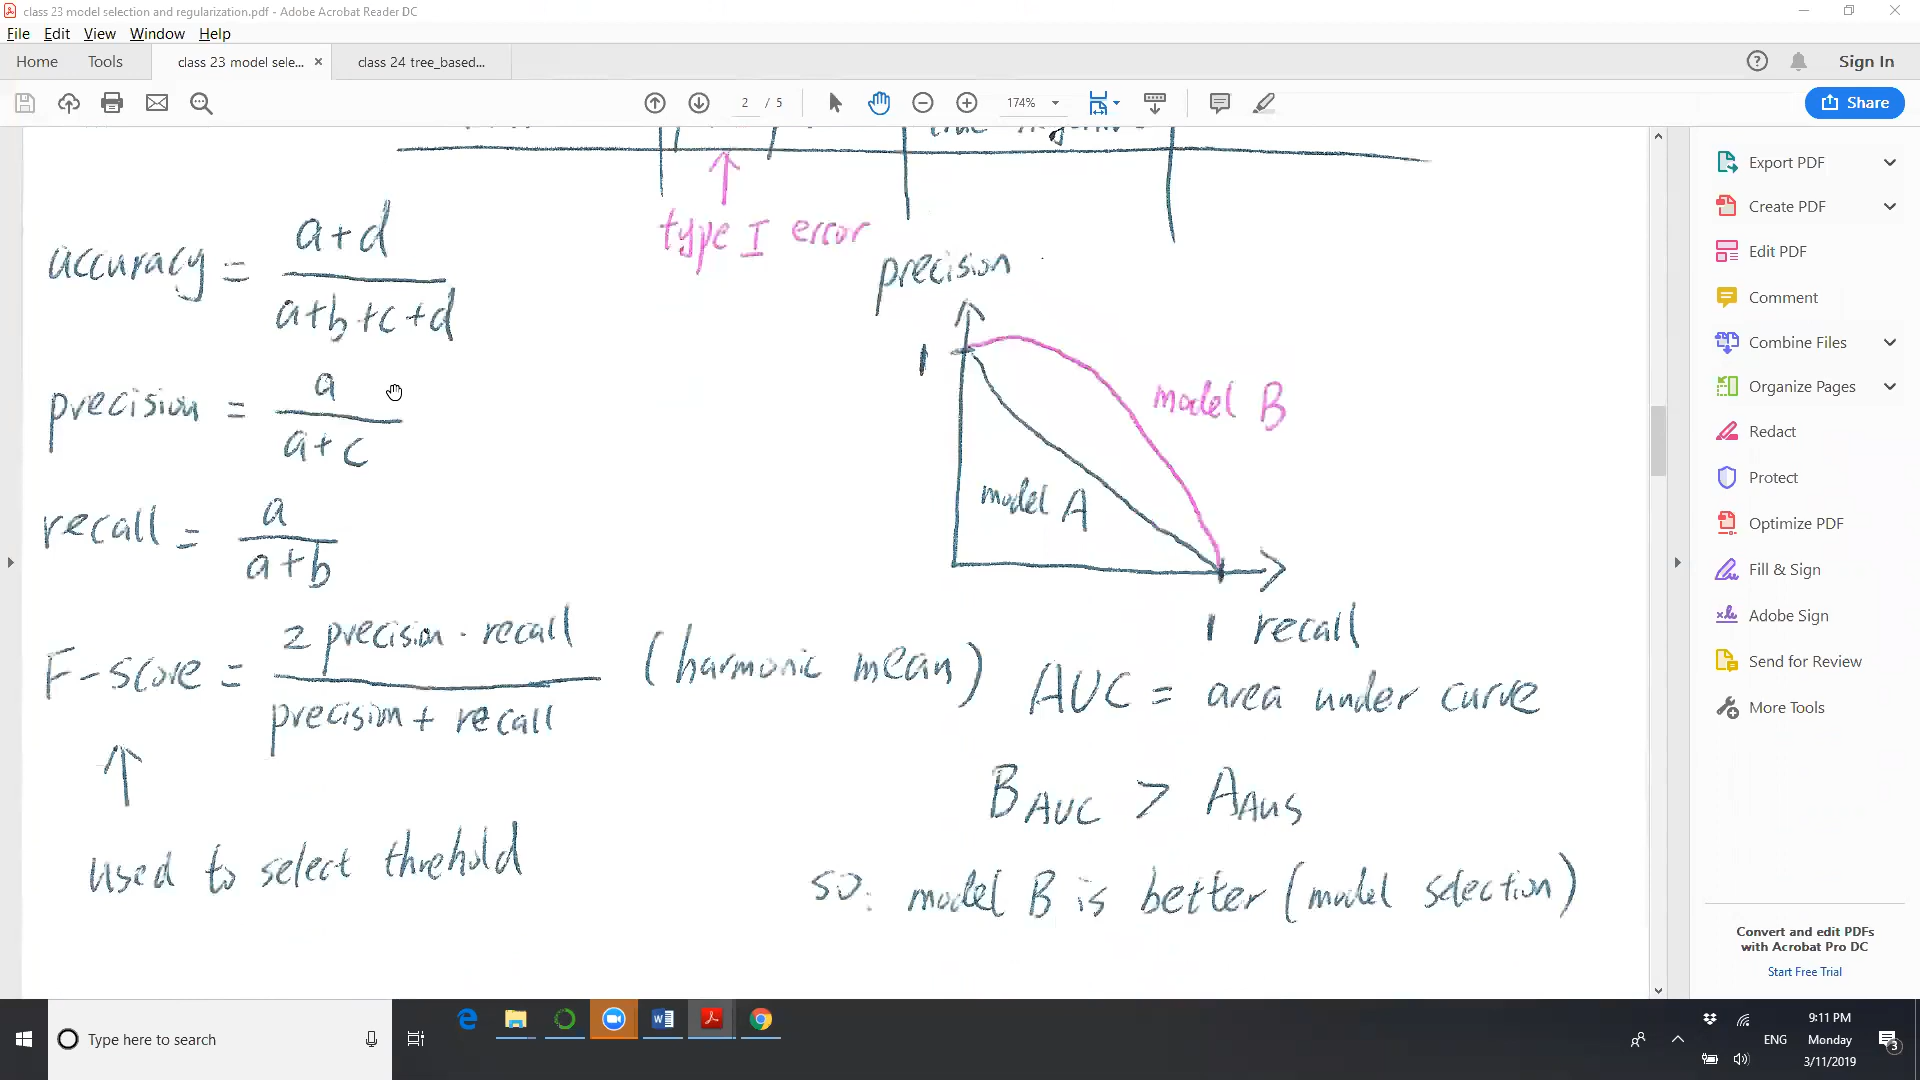 class 23 model selection and regularization.pdf - Adobe Acrobat Reader DC
File Edit View Window Help
Home Tools class 23 model sele... × class 24 tree_based... Sign In
2 / 5 174% Share
type I error
accuracy = a+d
a+b+c+d
precision = a
a+c
recall = a
a+b
F-score = 2 precision · recall (harmonic mean)
precision + recall
↑
used to select threhold
precision
1
model B
model A
1 recall
AUC = area under curve
B AUC > A Aus
so: model B is better (model selection)
Export PDF
Create PDF
Edit PDF
Comment
Combine Files
Organize Pages
Redact
Protect
Optimize PDF
Fill & Sign
Adobe Sign
Send for Review
More Tools
Convert and edit PDFs
with Acrobat Pro DC
Start Free Trial
Type here to search
ENG
9:11 PM
Monday
3/11/2019
3